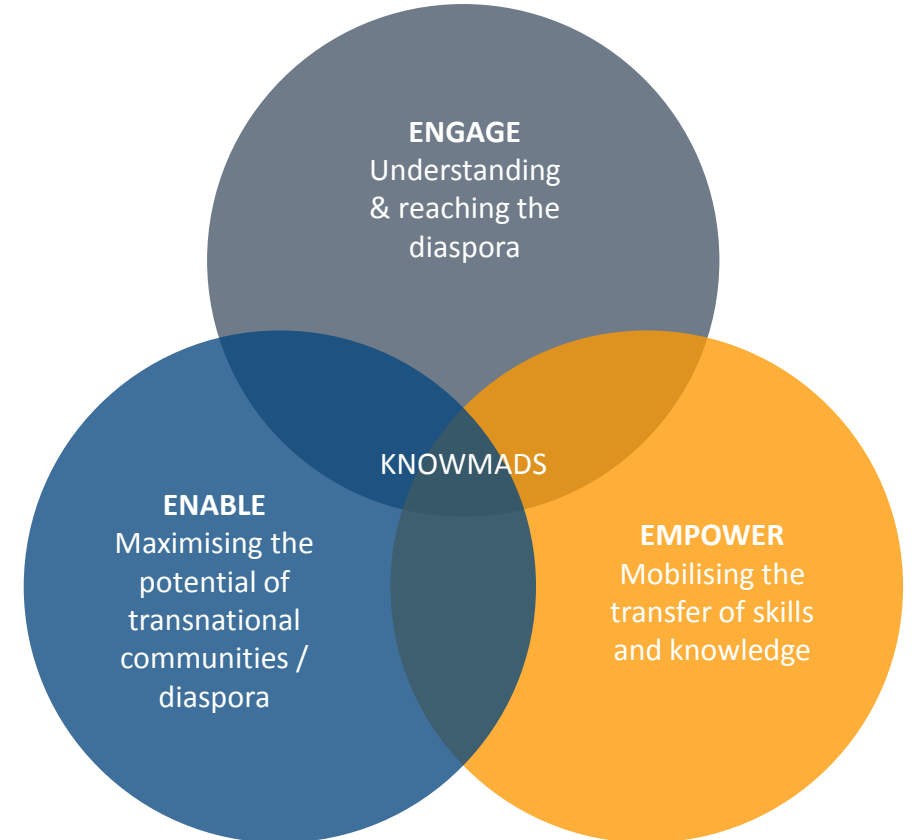 ENGAGE
Understanding
& reaching the
diaspora
KNOWMADS
ENABLE
Maximising the
potential of
transnational
communities /
diaspora
EMPOWER
Mobilising the
transfer of skills
and knowledge